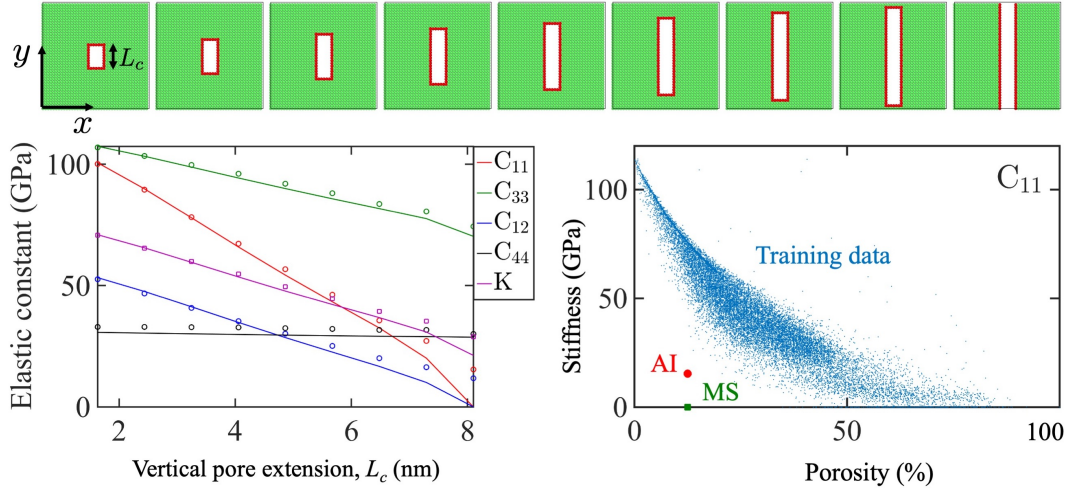 y
L_c
x
Elastic constant (GPa)
100
50
0
2
4
6
8
Vertical pore extension, L_c (nm)
C_11
C_33
C_12
C_44
K
Stiffness (GPa)
100
50
0
0
50
100
Porosity (%)
C_11
Training data
AI
MS